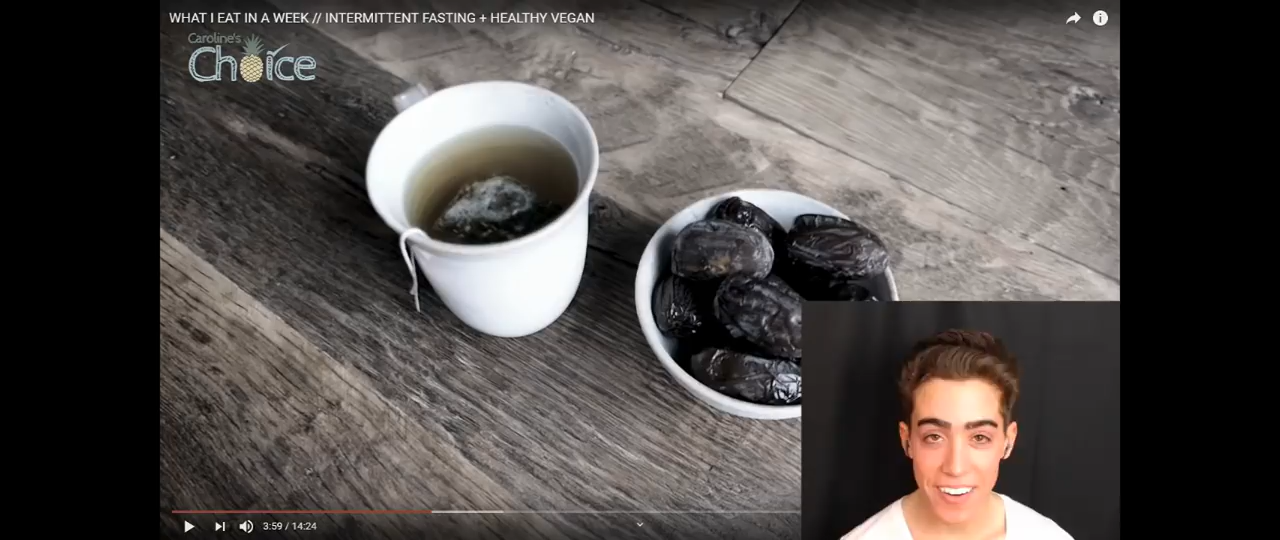 WHAT I EAT IN A WEEK // INTERMITTENT FASTING + HEALTHY VEGAN
Caroline's
Choice
3:59 / 14:24